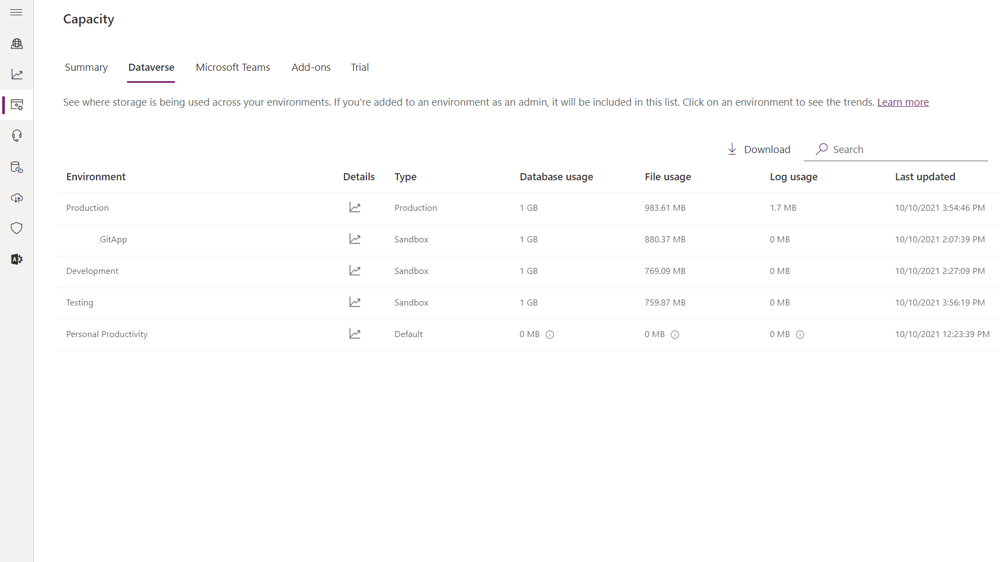 Capacity
Summary Dataverse Microsoft Teams Add-ons Trial
See where storage is being used across your environments. If you're added to an environment as an admin, it will be included in this list. Click on an environment to see the trends. Learn more
Download Search
Environment Details Type Database usage File usage Log usage Last updated
Production Production 1 GB 983.61 MB 1.7 MB 10/10/2021 3:54:46 PM
_GitApp Sandbox 1 GB 880.37 MB 0 MB 10/10/2021 2:07:39 PM
Development Sandbox 1 GB 769.09 MB 0 MB 10/10/2021 2:27:09 PM
Testing Sandbox 1 GB 759.87 MB 0 MB 10/10/2021 3:56:19 PM
Personal Productivity Default 0 MB 0 MB 0 MB 10/10/2021 12:23:39 PM